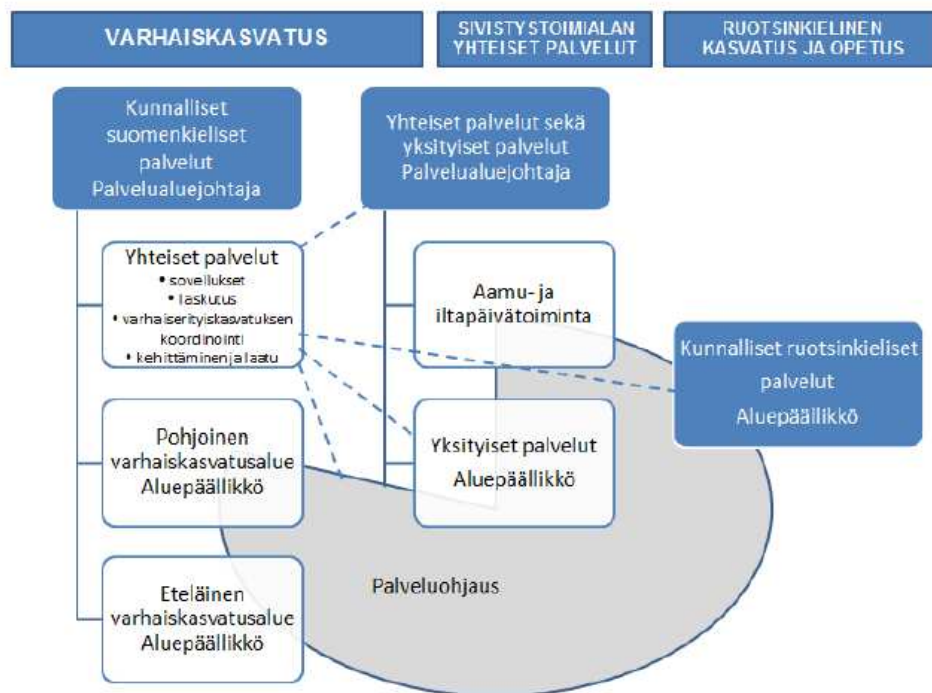 VARHAISKASVATUS
SIVISTYSTOIMIALAN
YHTEISET PALVELUT
RUOTSINKIELINEN
KASVATUS JA OPETUS
Kunnalliset
suomenkieliset
palvelut
Palvelualuejohtaja
Yhteiset palvelut sekä
yksityiset palvelut
Palvelualuejohtaja
Yhteiset palvelut
• sovellukset
• laskutus
• varhaiserityiskasvatuksen
koordinointi
• kehittäminen ja laatu
Aamu- ja
iltapäivätoiminta
Kunnalliset ruotsinkieliset
palvelut
Aluepäällikkö
Pohjoinen
varhaiskasvatusalue
Aluepäällikkö
Yksityiset palvelut
Aluepäällikkö
Eteläinen
varhaiskasvatusalue
Aluepäällikkö
Palveluohjaus